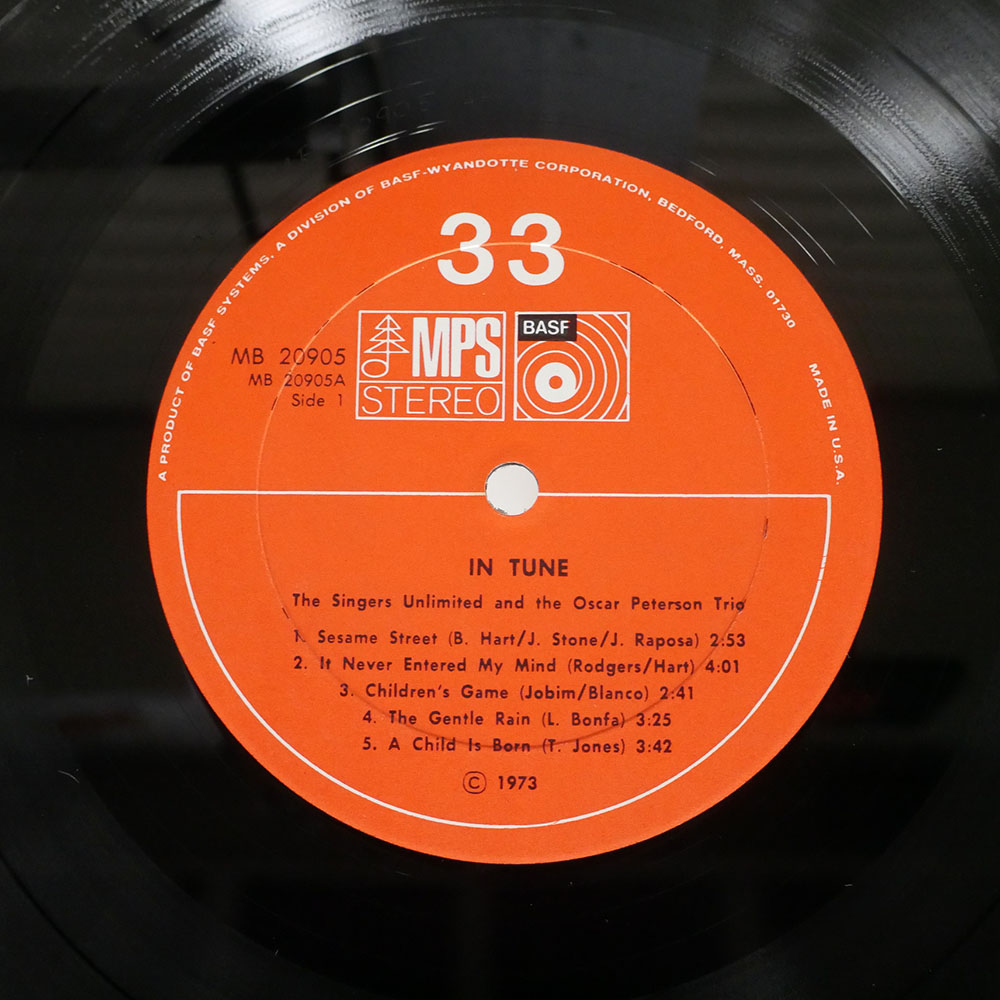 A PRODUCT OF BASF SYSTEMS, A DIVISION OF BASF-WYANDOTTE CORPORATION, BEDFORD, MASS. 01730
MADE IN U.S.A.
33
MPS
STEREO
BASF
MB 20905
MB 20905A
Side 1
IN TUNE
The Singers Unlimited and the Oscar Peterson Trio
1. Sesame Street (B. Hart/J. Stone/J. Raposa) 2:53
2. It Never Entered My Mind (Rodgers/Hart) 4:01
3. Children's Game (Jobim/Blanco) 2:41
4. The Gentle Rain (L. Bonfa) 3:25
5. A Child Is Born (T. Jones) 3:42
© 1973